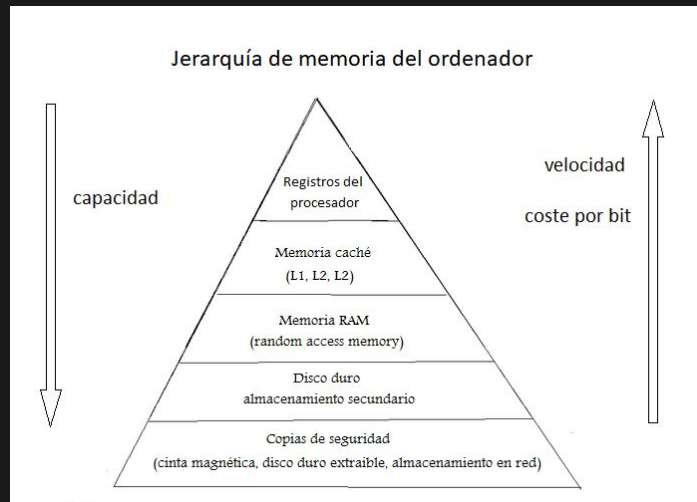 Jerarquía de memoria del ordenador
capacidad
velocidad
coste por bit
Registros del
procesador
Memoria caché
(L1, L2, L2)
Memoria RAM
(random access memory)
Disco duro
almacenamiento secundario
Copias de seguridad
(cinta magnética, disco duro extraible, almacenamiento en red)